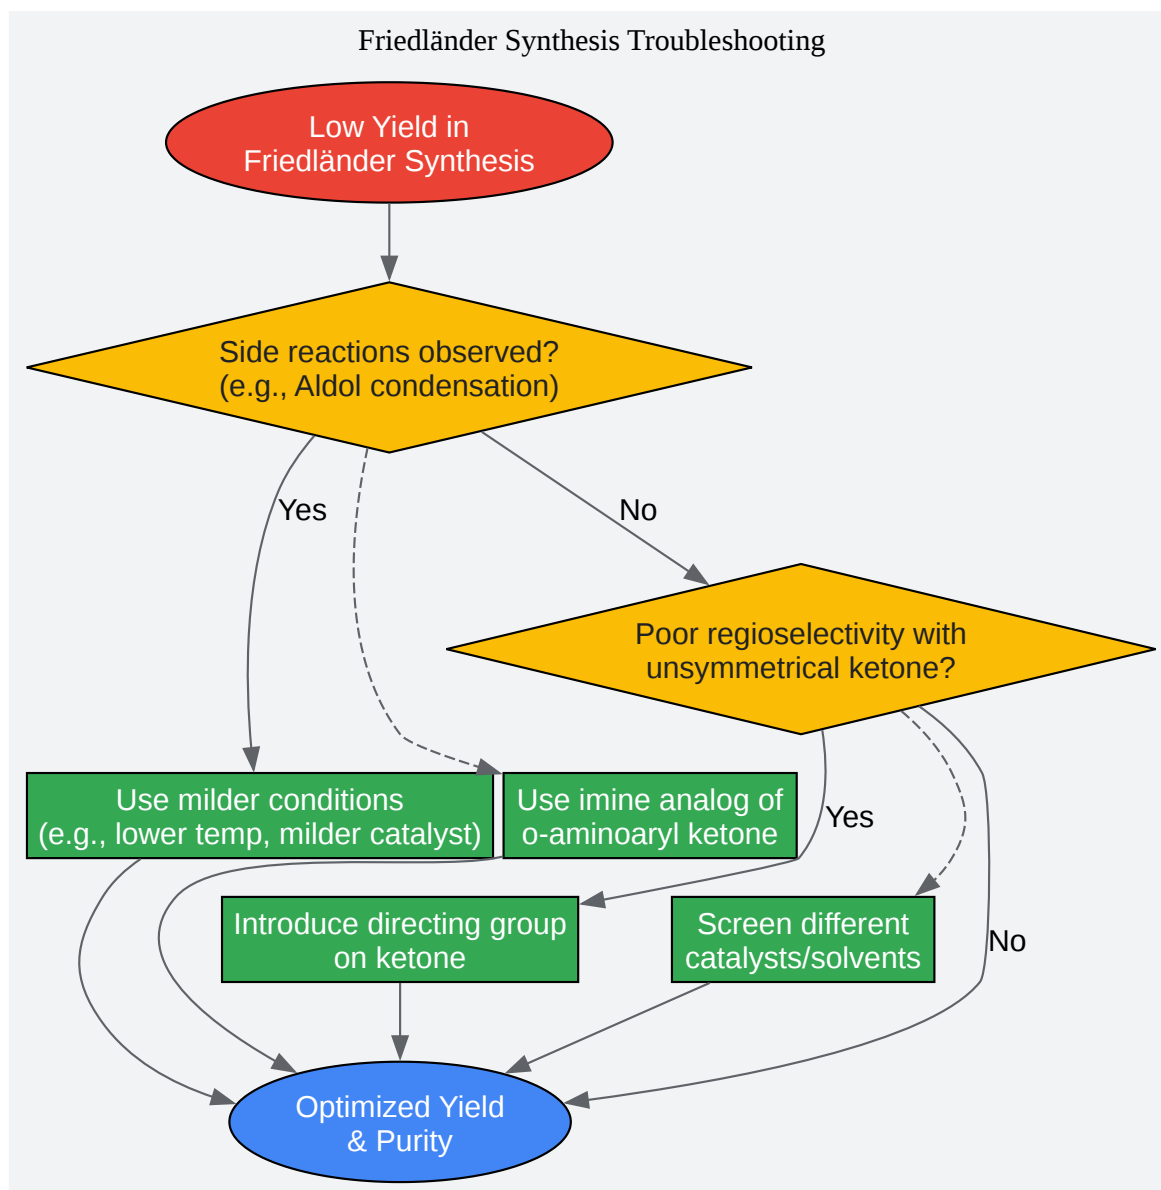 Friedländer Synthesis Troubleshooting
Low Yield in
Friedländer Synthesis
Side reactions observed?
(e.g., Aldol condensation)
Yes
No
Poor regioselectivity with
unsymmetrical ketone?
Use milder conditions
(e.g., lower temp, milder catalyst)
Use imine analog of
o-aminoaryl ketone
Yes
Introduce directing group
on ketone
Screen different
catalysts/solvents
No
Optimized Yield
& Purity